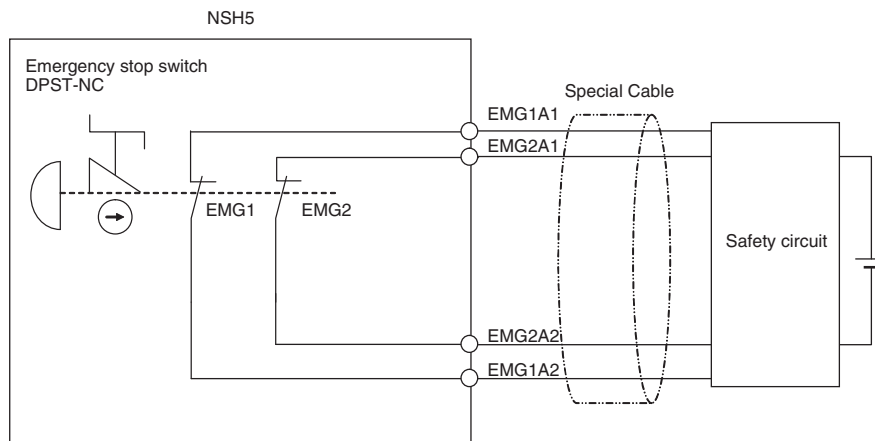 NSH5
Emergency stop switch
DPST-NC
Special Cable
EMG1A1
EMG2A1
EMG1
EMG2
Safety circuit
EMG2A2
EMG1A2